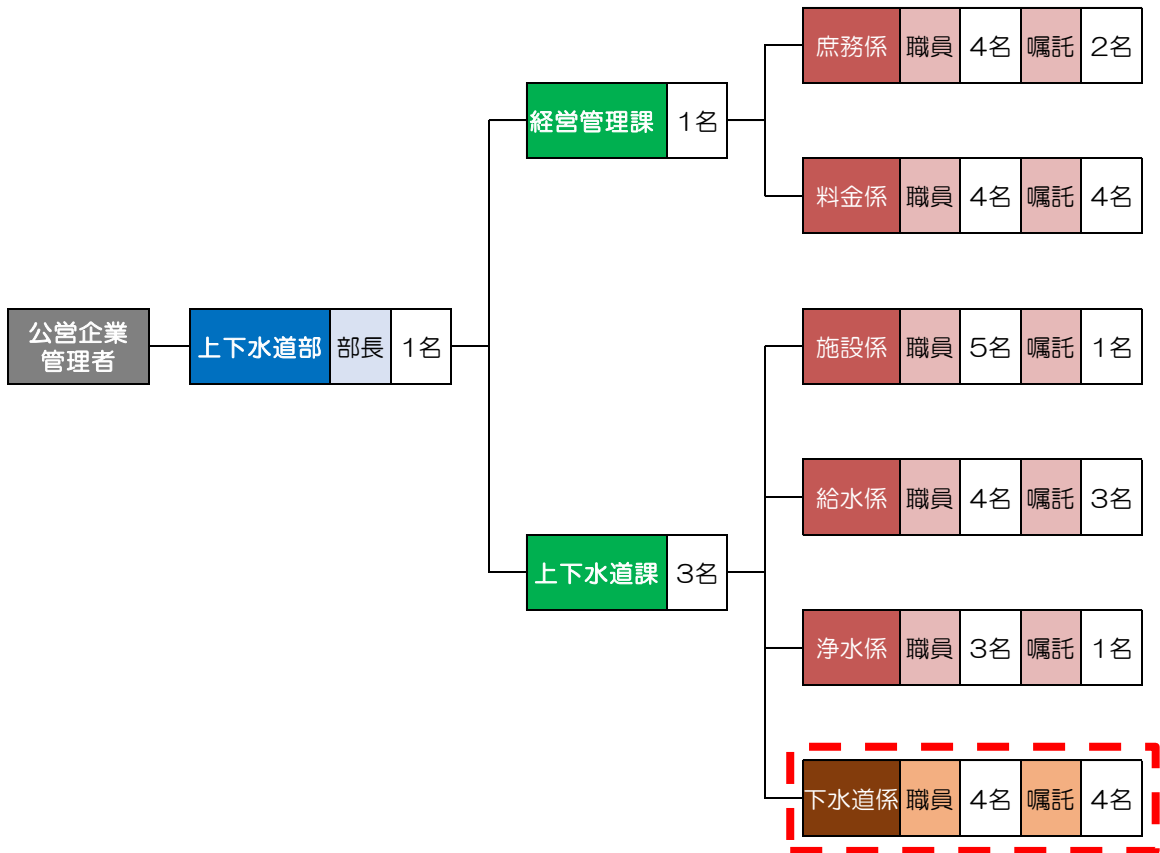 公営企業
管理者
上下水道部 部長 1名
経営管理課 1名
庶務係 職員 4名 嘱託 2名
料金係 職員 4名 嘱託 4名
上下水道課 3名
施設係 職員 5名 嘱託 1名
給水係 職員 4名 嘱託 3名
浄水係 職員 3名 嘱託 1名
下水道係 職員 4名 嘱託 4名